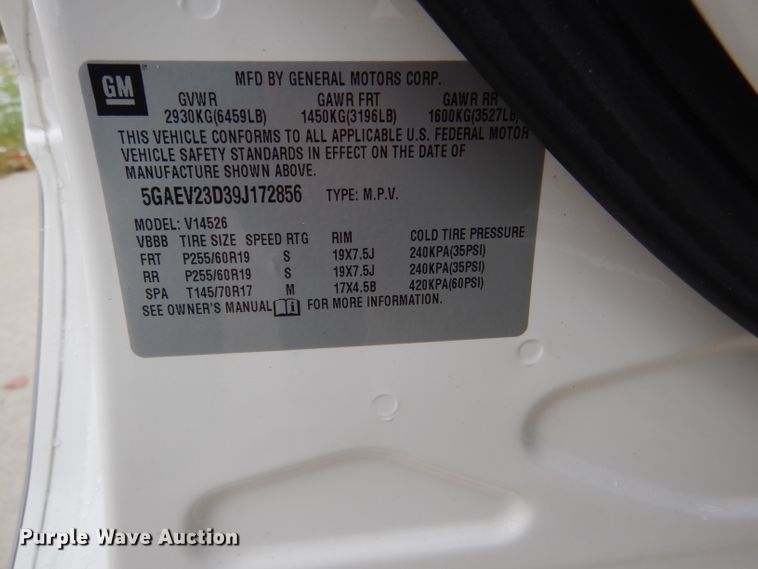 GM
MFD BY GENERAL MOTORS CORP.
GVWR GAWR FRT GAWR RR
2930KG(6459LB) 1450KG(3196LB) 1600KG(3527LB)
THIS VEHICLE CONFORMS TO ALL APPLICABLE U.S. FEDERAL MOTOR
VEHICLE SAFETY STANDARDS IN EFFECT ON THE DATE OF
MANUFACTURE SHOWN ABOVE.
5GAEV23D39J172856 TYPE: M.P.V.
MODEL: V14526
VBBB TIRE SIZE SPEED RTG RIM COLD TIRE PRESSURE
FRT P255/60R19 S 19X7.5J 240KPA(35PSI)
RR P255/60R19 S 19X7.5J 240KPA(35PSI)
SPA T145/70R17 M 17X4.5B 420KPA(60PSI)
SEE OWNER'S MANUAL i FOR MORE INFORMATION.
Purple Wave Auction